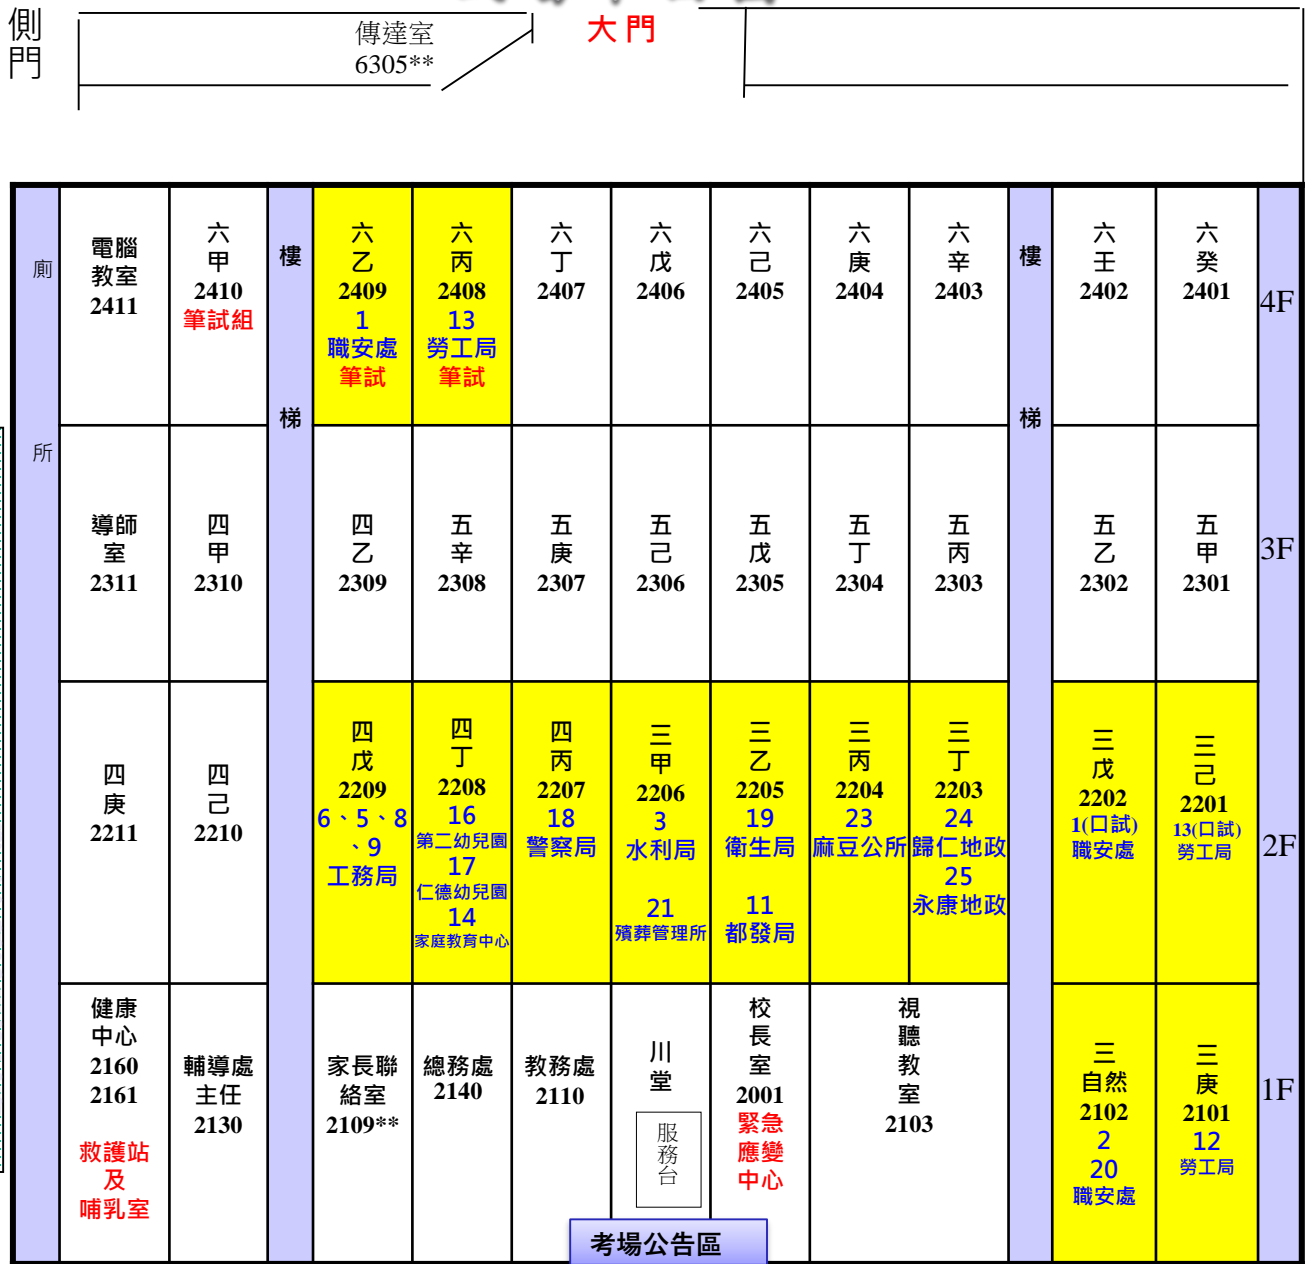 側門
傳達室
6305**
大門
廁所
電腦
教室
2411
六
甲
2410
筆試組
樓梯
六
乙
2409
1
職安處
筆試
六
丙
2408
13
勞工局
筆試
六
丁
2407
六
戊
2406
六
己
2405
六
庚
2404
六
辛
2403
樓梯
六
壬
2402
六
癸
2401
4F
導師
室
2311
四
甲
2310
四
乙
2309
五
辛
2308
五
庚
2307
五
己
2306
五
戊
2305
五
丁
2304
五
丙
2303
五
乙
2302
五
甲
2301
3F
四
庚
2211
四
己
2210
四
戊
2209
6、5、8
、9
工務局
四
丁
2208
16
第二幼兒園
17
仁德幼兒園
14
家庭教育中心
四
丙
2207
18
警察局
三
甲
2206
3
水利局
21
殯葬管理所
三
乙
2205
19
衛生局
11
都發局
三
丙
2204
23
麻豆公所
三
丁
2203
24
歸仁地政
25
永康地政
三
戊
2202
1(口試)
職安處
三
己
2201
13(口試)
勞工局
2F
健康
中心
2160
2161
救護站
及
哺乳室
輔導處
主任
2130
家長聯
絡室
2109**
總務處
2140
教務處
2110
川
堂
服務台
校
長
室
2001
緊急
應變
中心
視
聽
教
室
2103
三
自然
2102
2
20
職安處
三
庚
2101
12
勞工局
1F
考場公告區